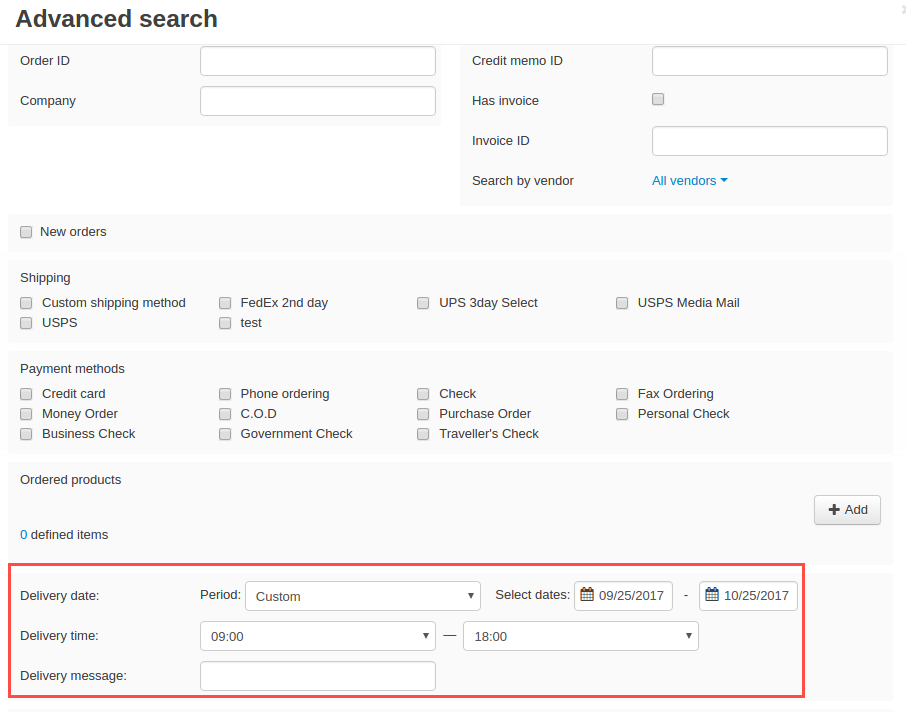 Advanced search
Order ID
Company
Credit memo ID
Has invoice
Invoice ID
Search by vendor All vendors
New orders
Shipping
Custom shipping method FedEx 2nd day UPS 3day Select USPS Media Mail
USPS test
Payment methods
Credit card Phone ordering Check Fax Ordering
Money Order C.O.D Purchase Order Personal Check
Business Check Government Check Traveller's Check
Ordered products
Add
0 defined items
Delivery date: Period: Custom Select dates: 09/25/2017 - 10/25/2017
Delivery time: 09:00 — 18:00
Delivery message: